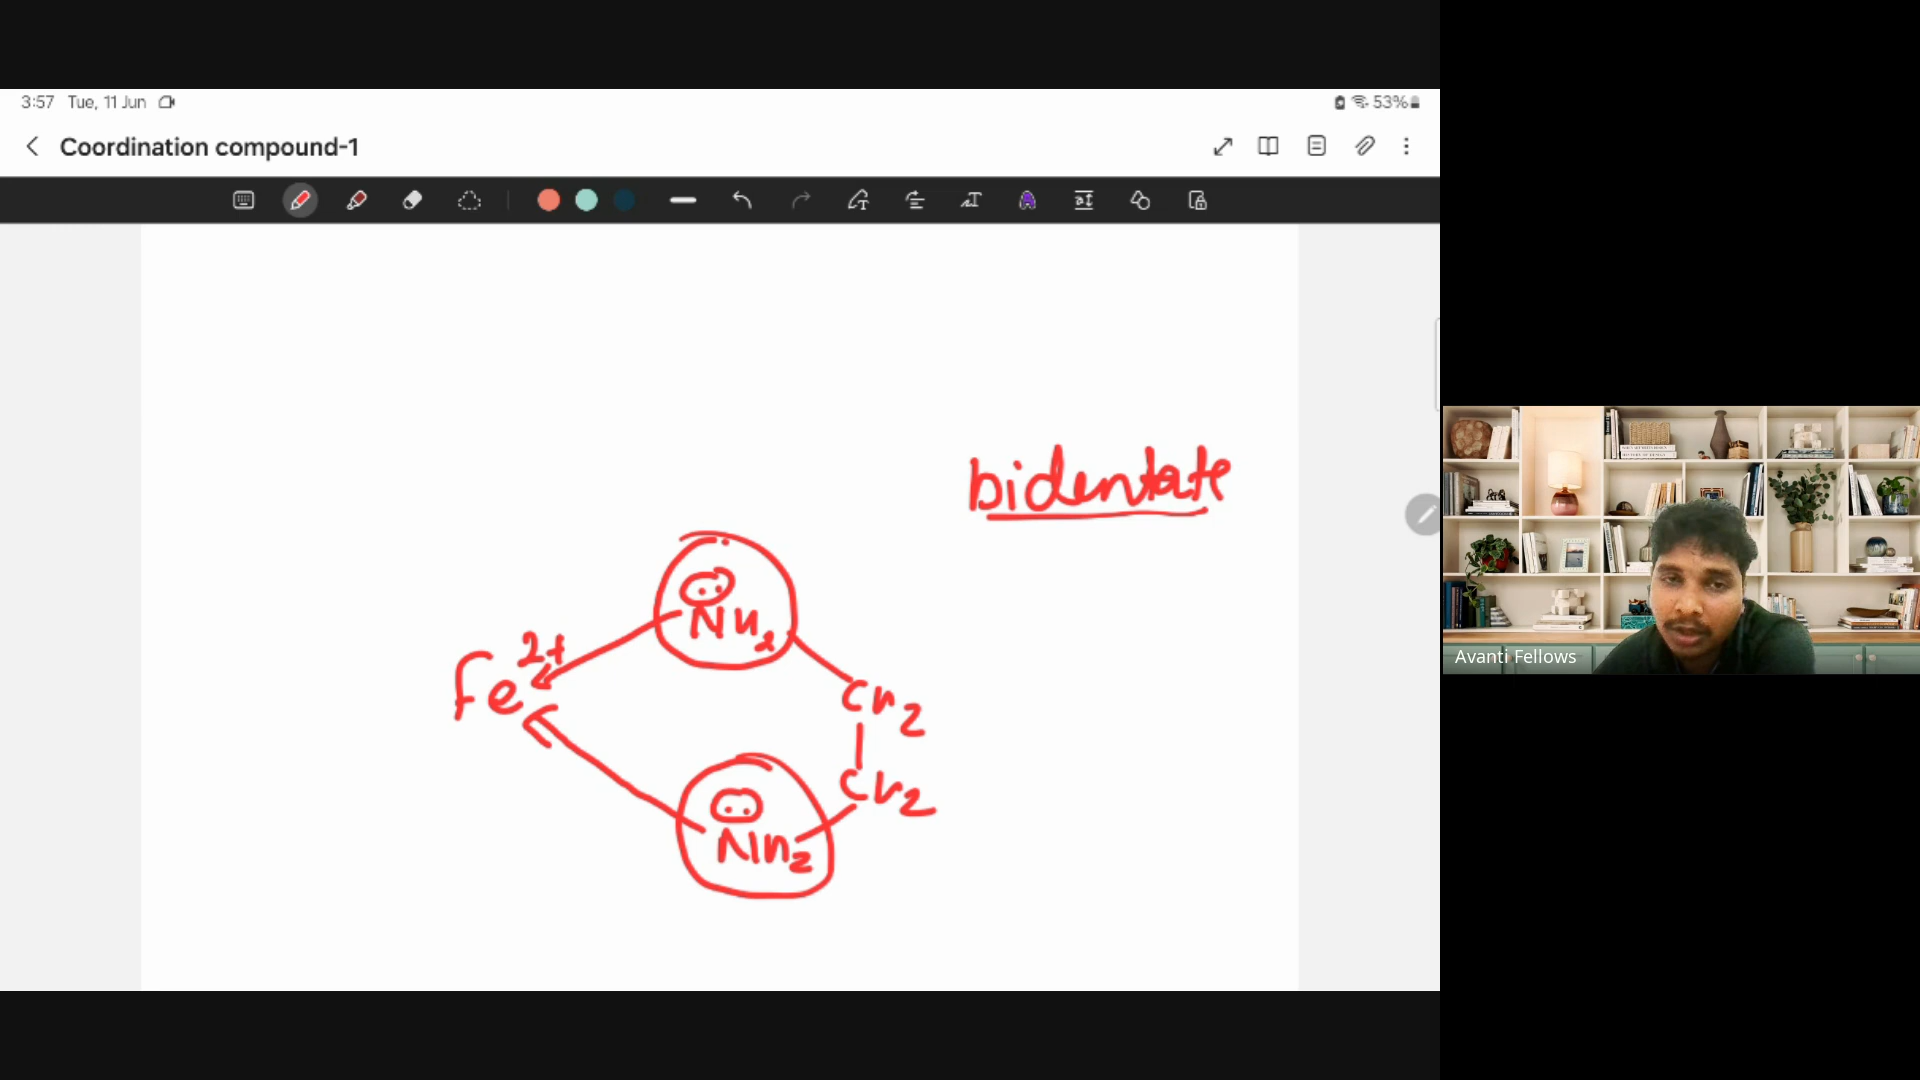 3:57 Tue, 11 Jun
53%
Coordination compound-1
bidentate
NH2
Fe2+
CH2
CH2
NH2
Avanti Fellows